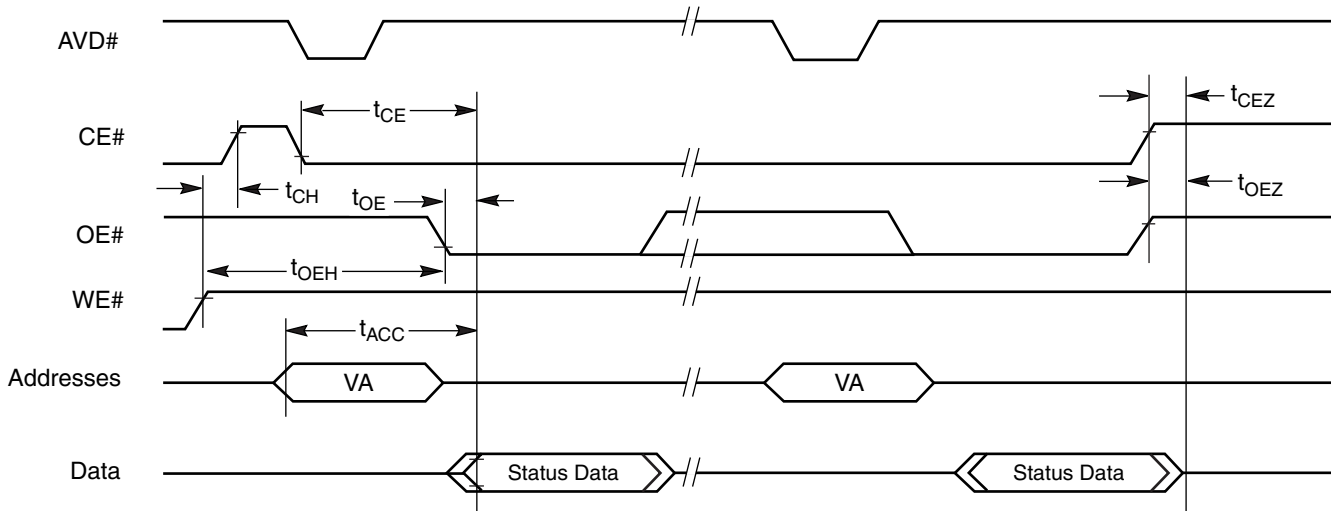 AVD#
t_CEZ
t_CE
CE#
t_CH
t_OE
t_OEZ
OE#
t_OEH
WE#
t_ACC
Addresses
VA
VA
Data
Status Data
Status Data